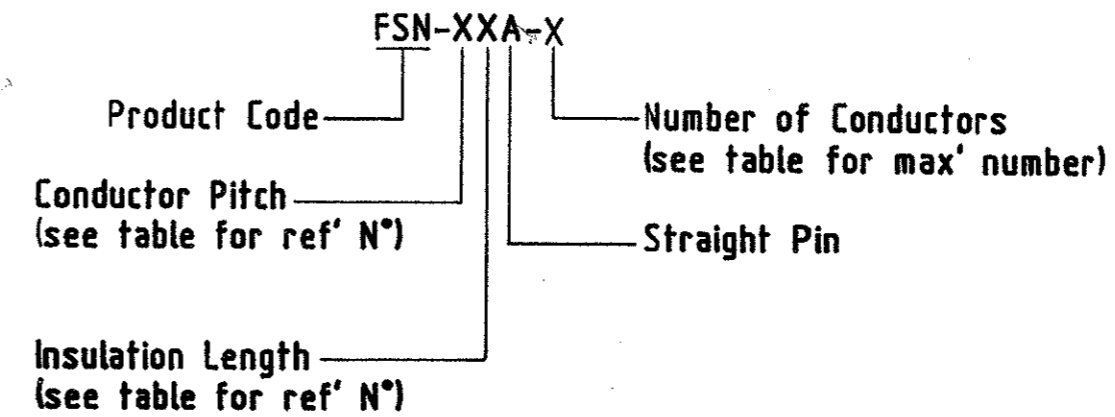 FSN-XXA-X
Product Code
Number of Conductors
(see table for max' number)
Conductor Pitch
(see table for ref' N°)
Straight Pin
Insulation Length
(see table for ref' N°)